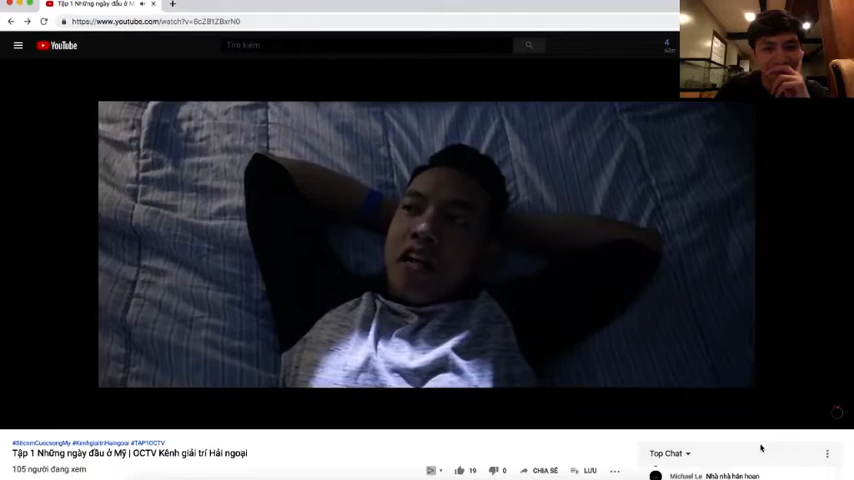 Tập 1 Những ngày đầu ở M
https://www.youtube.com/watch?v=6cZB1ZBxrN0
YouTube
Tìm kiếm
4
#SitcomCuocsongMy #KenhgiaitriHaingoai #TAP1OCTV
Tập 1 Những ngày đầu ở Mỹ | OCTV Kênh giải trí Hải ngoại
105 người đang xem
19
0
CHIA SẺ
LƯU
Top Chat
Michael Le Nhà nhà hân hoan